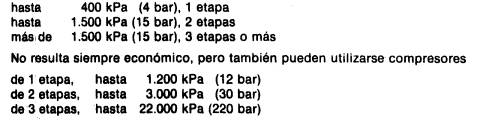 hasta 400 kPa (4 bar), 1 etapa
hasta 1.500 kPa (15 bar), 2 etapas
más de 1.500 kPa (15 bar), 3 etapas o más
No resulta siempre económico, pero también pueden utilizarse compresores
de 1 etapa, hasta 1.200 kPa (12 bar)
de 2 etapas, hasta 3.000 kPa (30 bar)
de 3 etapas, hasta 22.000 kPa (220 bar)